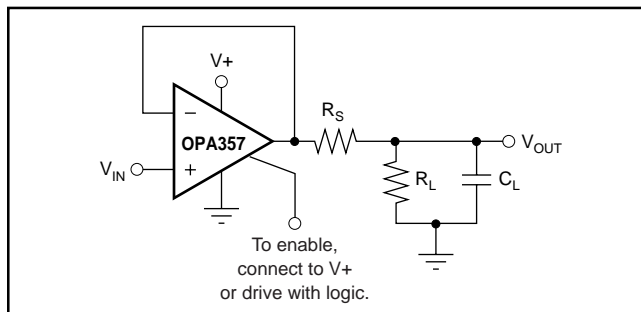 V+
R_S
−
OPA357
V_OUT
V_IN
+
R_L
C_L
To enable,
connect to V+
or drive with logic.